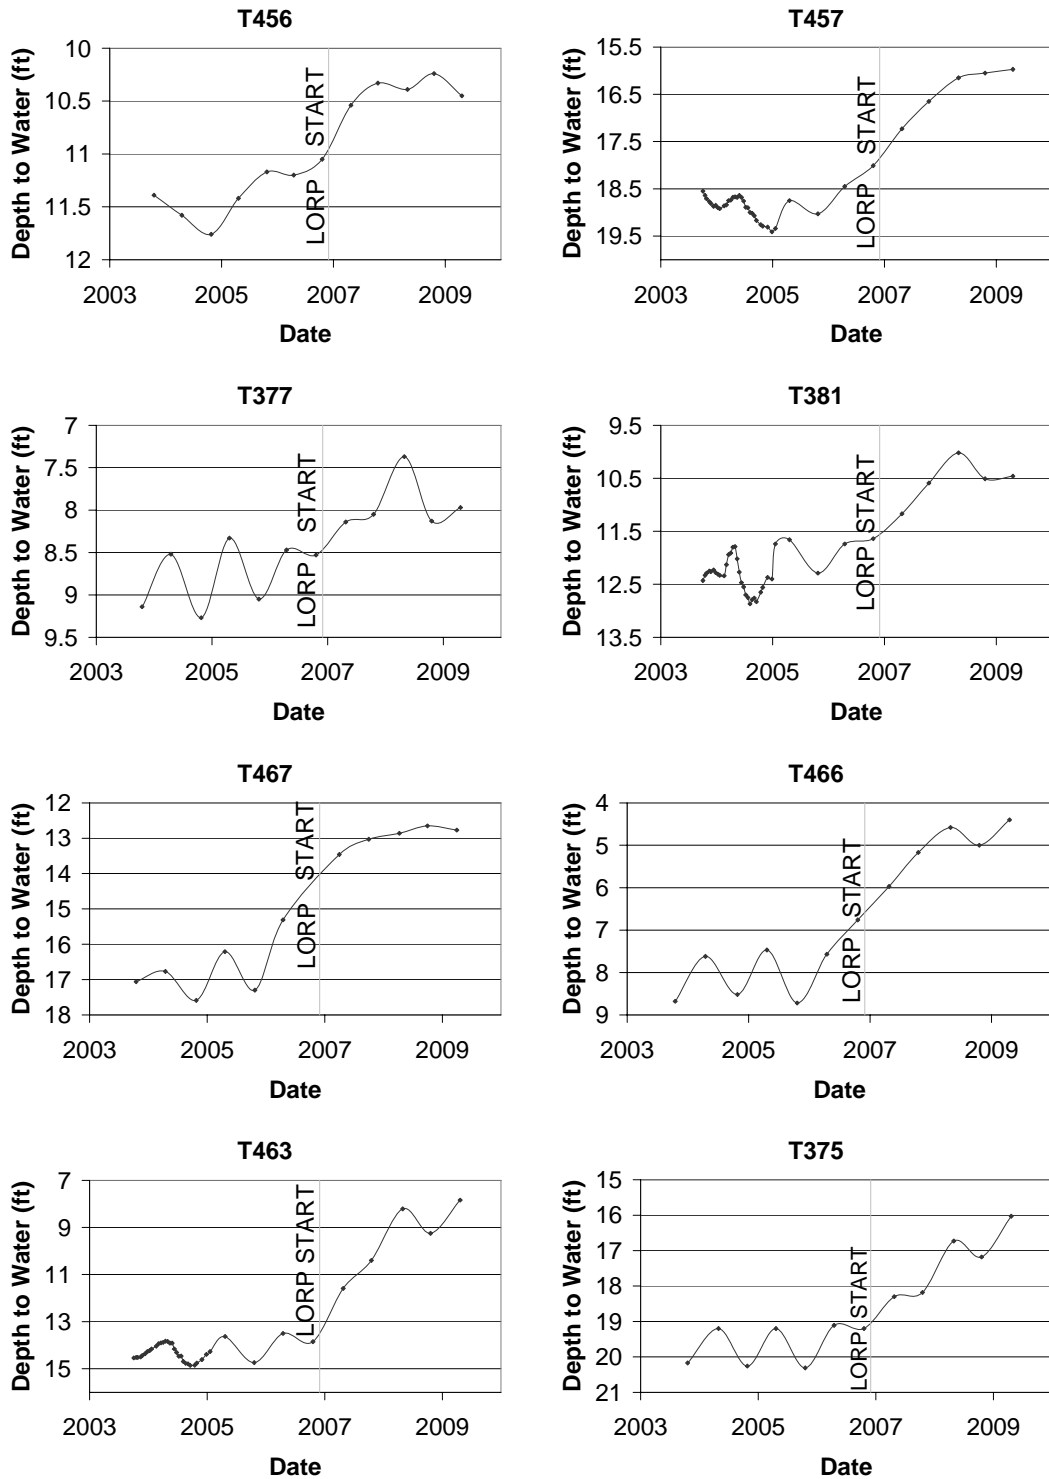 T456
Depth to Water (ft)
10
10.5
11
11.5
12
LORP START
2003 2005 2007 2009
Date
T457
Depth to Water (ft)
15.5
16.5
17.5
18.5
19.5
LORP START
2003 2005 2007 2009
Date
T377
Depth to Water (ft)
7
7.5
8
8.5
9
9.5
LORP START
2003 2005 2007 2009
Date
T381
Depth to Water (ft)
9.5
10.5
11.5
12.5
13.5
LORP START
2003 2005 2007 2009
Date
T467
Depth to Water (ft)
12
13
14
15
16
17
18
LORP START
2003 2005 2007 2009
Date
T466
Depth to Water (ft)
4
5
6
7
8
9
LORP START
2003 2005 2007 2009
Date
T463
Depth to Water (ft)
7
9
11
13
15
LORP START
2003 2005 2007 2009
Date
T375
Depth to Water (ft)
15
16
17
18
19
20
21
LORP START
2003 2005 2007 2009
Date